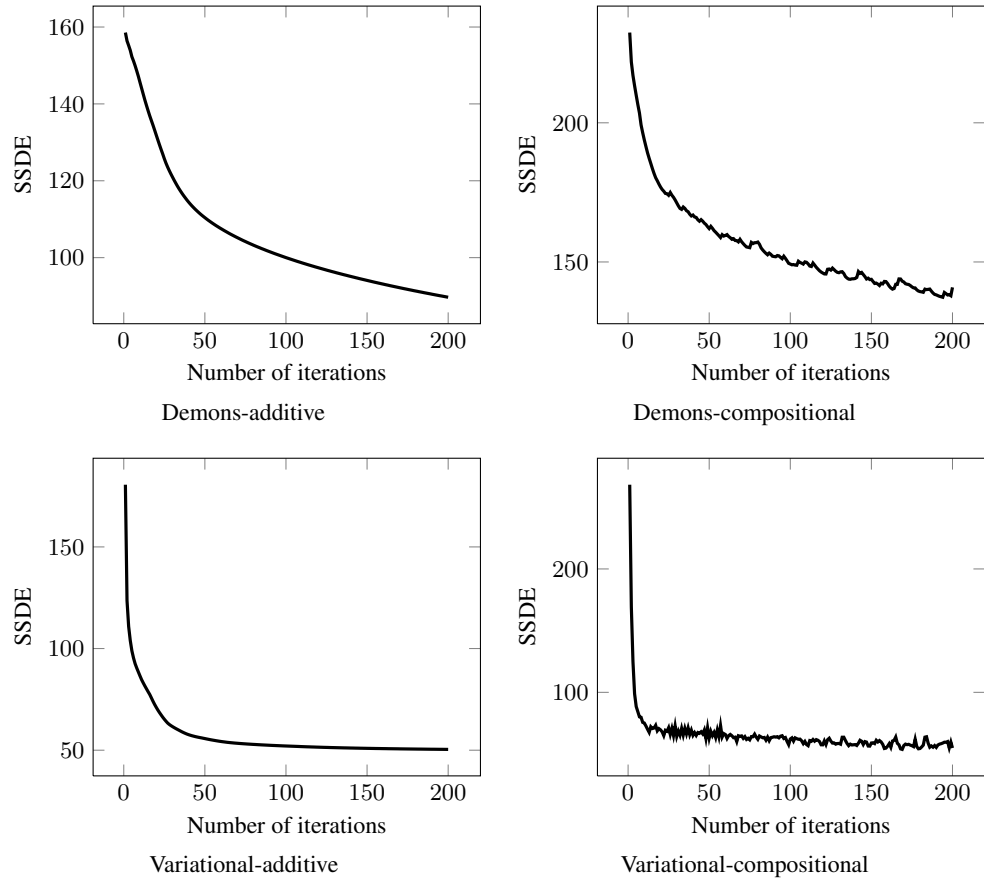 160
140
120
100
SSDE
0 50 100 150 200
Number of iterations
Demons-additive
200
150
SSDE
0 50 100 150 200
Number of iterations
Demons-compositional
150
100
50
SSDE
0 50 100 150 200
Number of iterations
Variational-additive
200
100
SSDE
0 50 100 150 200
Number of iterations
Variational-compositional